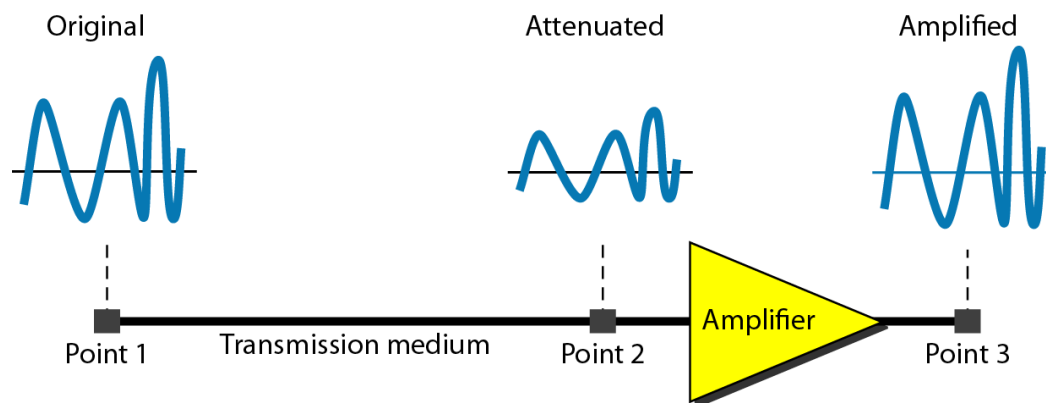 Original
Attenuated
Amplified
Amplifier
Transmission medium
Point 1
Point 2
Point 3